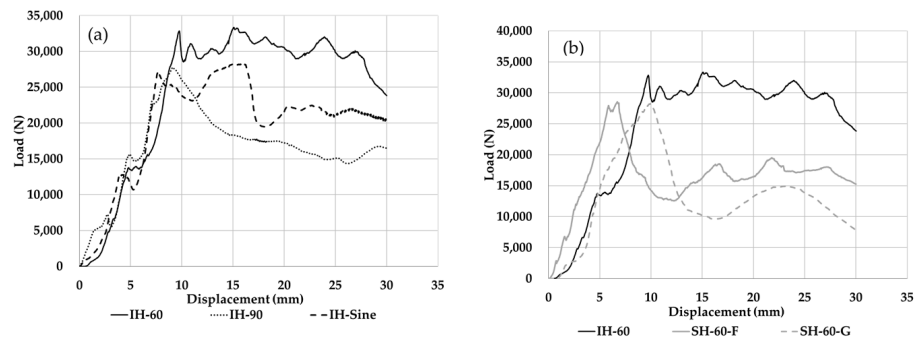 (a)
35,000
30,000
25,000
20,000
15,000
10,000
5,000
0
Load (N)
0 5 10 15 20 25 30 35
Displacement (mm)
IH-60 IH-90 IH-Sine
(b)
40,000
35,000
30,000
25,000
20,000
15,000
10,000
5,000
0
Load (N)
0 5 10 15 20 25 30 35
Displacement (mm)
IH-60 SH-60-F SH-60-G